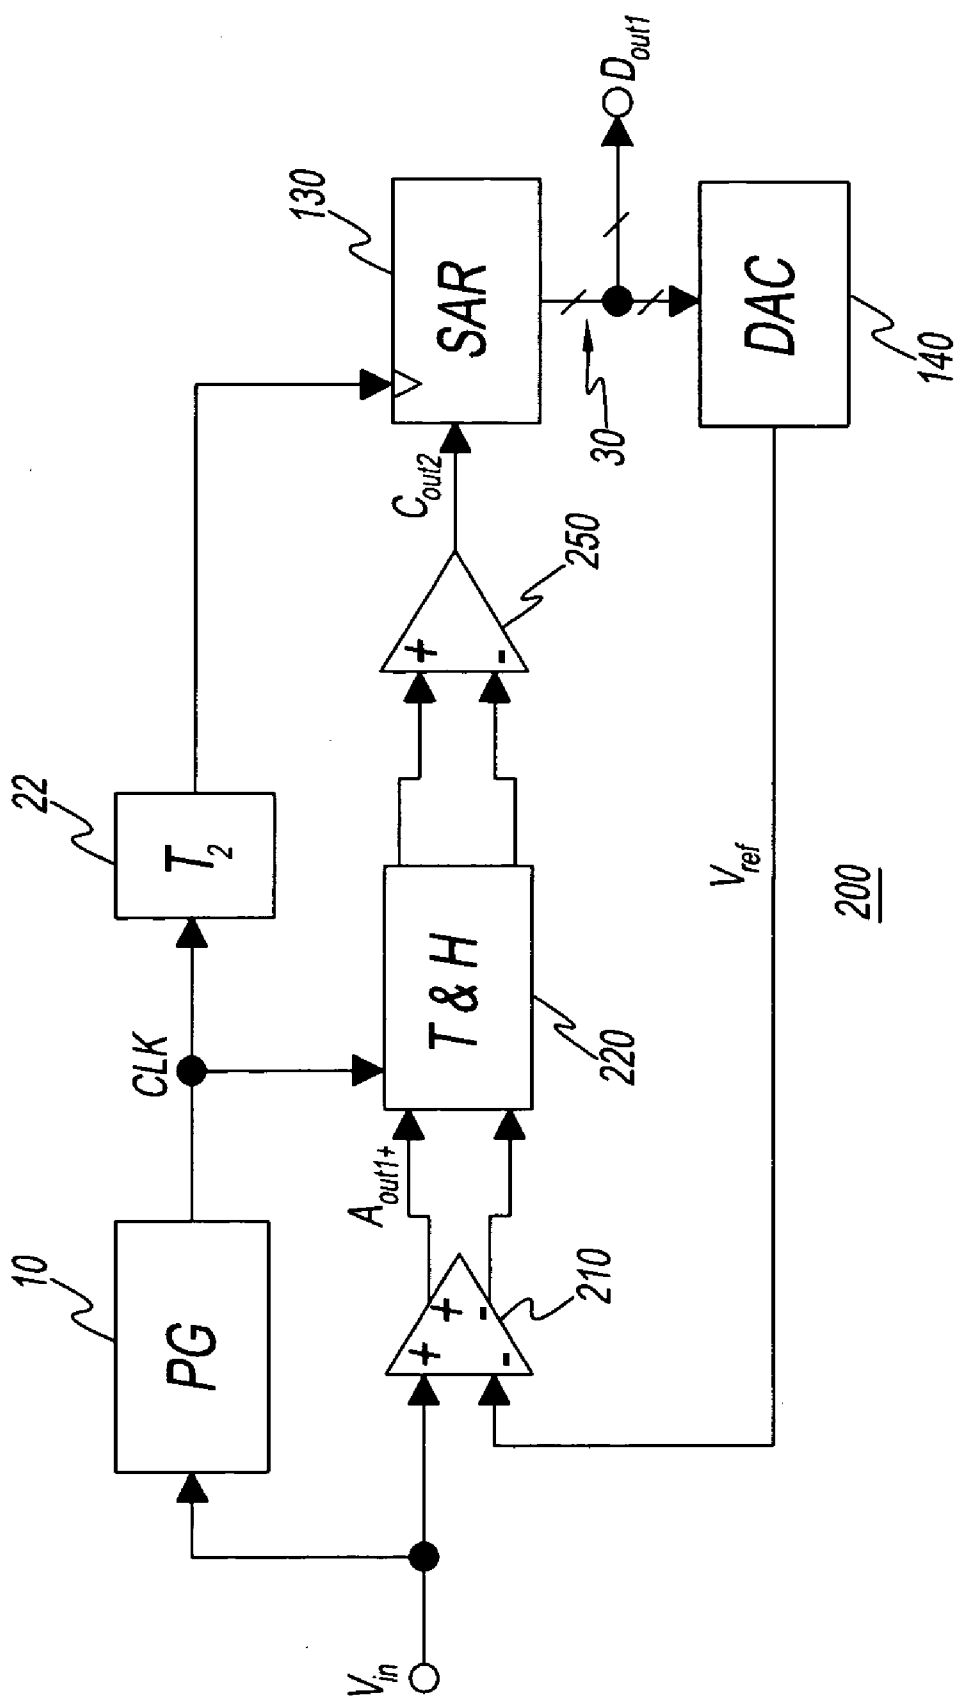 10
22
PG
CLK
T2
130
Aout1+
Cout2
Vin
+
-
+
-
T & H
+
-
SAR
Dout1
210
220
250
30
Vref
DAC
140
200